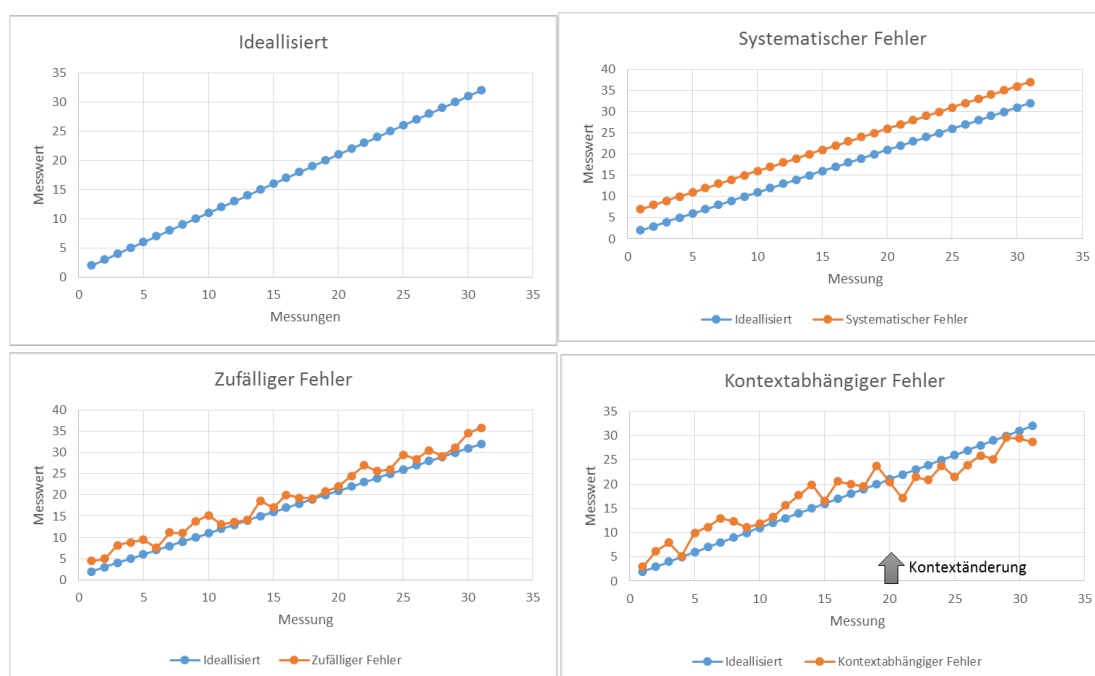 Ideallisiert
Messwert
35
30
25
20
15
10
5
0
0 5 10 15 20 25 30 35
Messungen
Systematischer Fehler
Messwert
40
35
30
25
20
15
10
5
0
0 5 10 15 20 25 30 35
Messung
Ideallisiert Systematischer Fehler
Zufälliger Fehler
Messwert
40
35
30
25
20
15
10
5
0
0 5 10 15 20 25 30 35
Messung
Ideallisiert Zufälliger Fehler
Kontextabhängiger Fehler
Messwert
35
30
25
20
15
10
5
0
Kontextänderung
0 5 10 15 20 25 30 35
Messung
Ideallisiert Kontextabhängiger Fehler